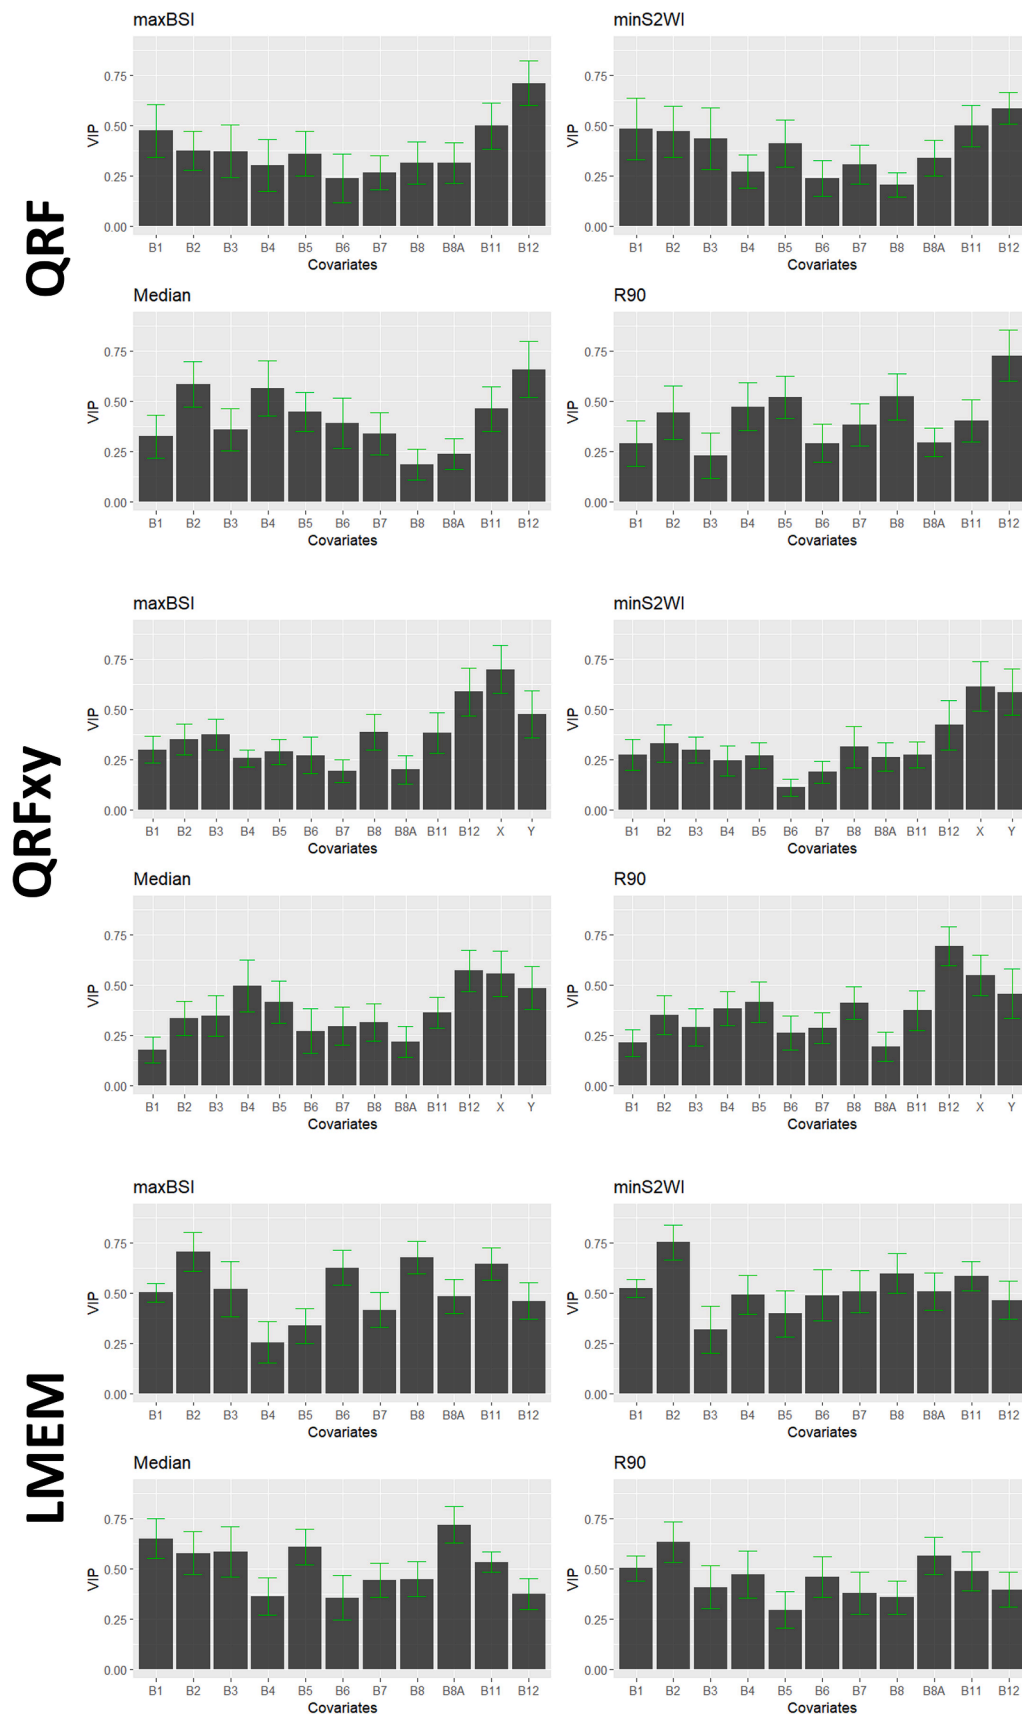 QRF
maxBSI
VIP
0.75
0.50
0.25
0.00
B1 B2 B3 B4 B5 B6 B7 B8 B8A B11 B12
Covariates
minS2WI
VIP
0.75
0.50
0.25
0.00
B1 B2 B3 B4 B5 B6 B7 B8 B8A B11 B12
Covariates
Median
VIP
0.75
0.50
0.25
0.00
B1 B2 B3 B4 B5 B6 B7 B8 B8A B11 B12
Covariates
R90
VIP
0.75
0.50
0.25
0.00
B1 B2 B3 B4 B5 B6 B7 B8 B8A B11 B12
Covariates
QRFxy
maxBSI
VIP
0.75
0.50
0.25
0.00
B1 B2 B3 B4 B5 B6 B7 B8 B8A B11 B12 X Y
Covariates
minS2WI
VIP
0.75
0.50
0.25
0.00
B1 B2 B3 B4 B5 B6 B7 B8 B8A B11 B12 X Y
Covariates
Median
VIP
0.75
0.50
0.25
0.00
B1 B2 B3 B4 B5 B6 B7 B8 B8A B11 B12 X Y
Covariates
R90
VIP
0.75
0.50
0.25
0.00
B1 B2 B3 B4 B5 B6 B7 B8 B8A B11 B12 X Y
Covariates
LMEM
maxBSI
VIP
0.75
0.50
0.25
0.00
B1 B2 B3 B4 B5 B6 B7 B8 B8A B11 B12
Covariates
minS2WI
VIP
0.75
0.50
0.25
0.00
B1 B2 B3 B4 B5 B6 B7 B8 B8A B11 B12
Covariates
Median
VIP
0.75
0.50
0.25
0.00
B1 B2 B3 B4 B5 B6 B7 B8 B8A B11 B12
Covariates
R90
VIP
0.75
0.50
0.25
0.00
B1 B2 B3 B4 B5 B6 B7 B8 B8A B11 B12
Covariates